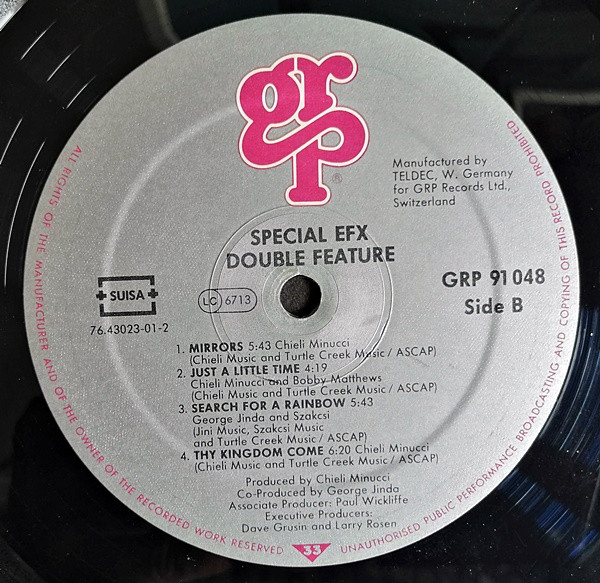 grp
®
Manufactured by
TELDEC, W. Germany
for GRP Records Ltd.,
Switzerland
SPECIAL EFX
DOUBLE FEATURE
SUISA
76.43023-01-2
LC 6713
GRP 91 048
Side B
1. MIRRORS 5:43 Chieli Minucci
(Chieli Music and Turtle Creek Music / ASCAP)
2. JUST A LITTLE TIME 4:19
Chieli Minucci and Bobby Matthews
(Chieli Music and Turtle Creek Music / ASCAP)
3. SEARCH FOR A RAINBOW 5:43
George Jinda and Szakcsi
(Jini Music, Szakcsi Music
and Turtle Creek Music / ASCAP)
4. THY KINGDOM COME 6:20 Chieli Minucci
(Chieli Music and Turtle Creek Music / ASCAP)
Produced by Chieli Minucci
Co-Produced by George Jinda
Associate Producer: Paul Wickliffe
Executive Producers:
Dave Grusin and Larry Rosen
ALL RIGHTS OF THE MANUFACTURER AND OF THE OWNER OF THE RECORDED WORK RESERVED
33
UNAUTHORISED PUBLIC PERFORMANCE BROADCASTING AND COPYING OF THIS RECORD PROHIBITED